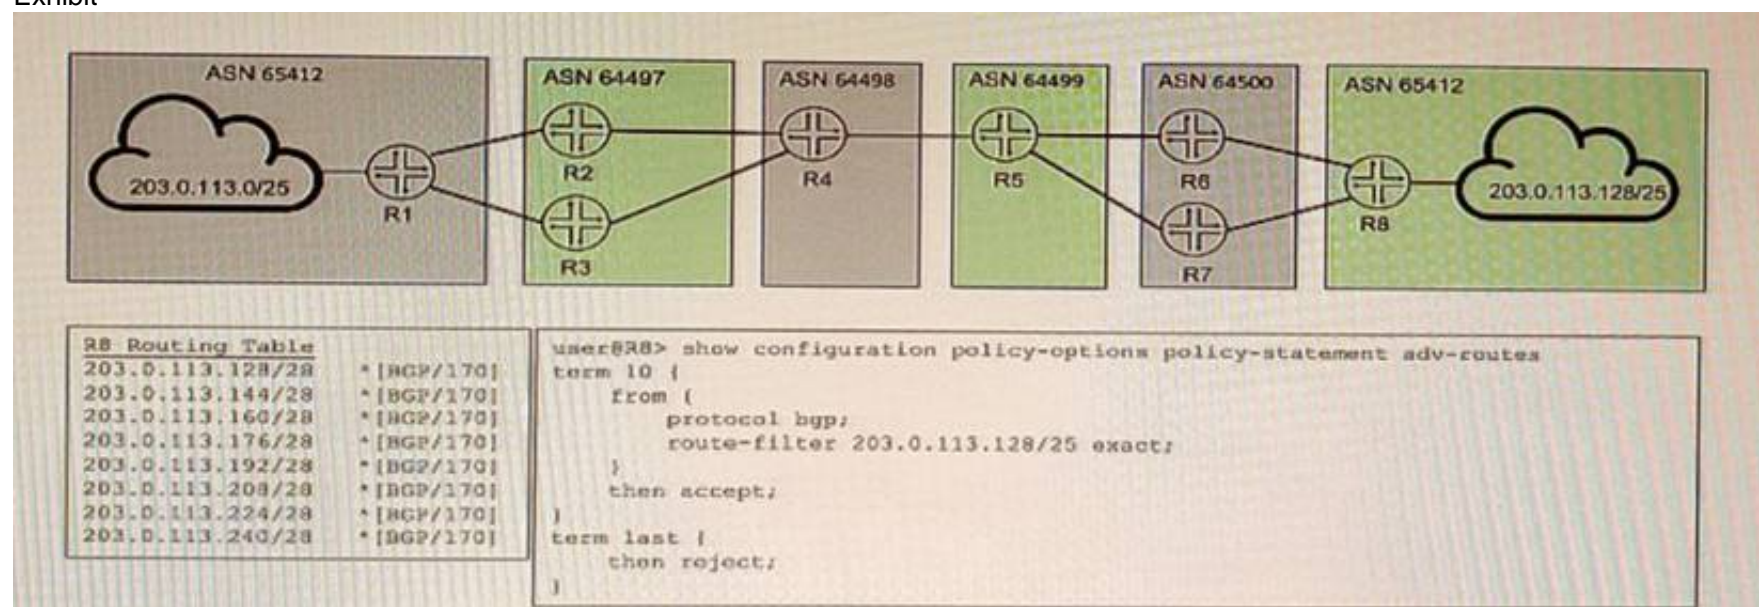 Exhibit
ASN 65412
203.0.113.0/25
R1
ASN 64497
R2
R3
ASN 64498
R4
ASN 64499
R5
ASN 64500
R6
R7
ASN 65412
R8
203.0.113.128/25
R8 Routing Table
203.0.113.128/28 *[BGP/170]
203.0.113.144/28 *[BGP/170]
203.0.113.160/28 *[BGP/170]
203.0.113.176/28 *[BGP/170]
203.0.113.192/28 *[BGP/170]
203.0.113.208/28 *[BGP/170]
203.0.113.224/28 *[BGP/170]
203.0.113.240/28 *[BGP/170]
user@R8> show configuration policy-options policy-statement adv-routes
term 10 {
from {
protocol bgp;
route-filter 203.0.113.128/25 exact;
}
then accept;
}
term last {
then reject;
}